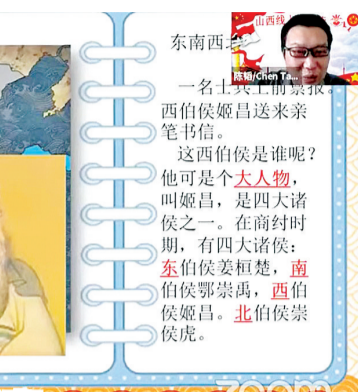 山西线
陈韬/Chen Ta...
东南西北
一名士兵上前禀报。
西伯侯姬昌送来亲
笔书信。
这西伯侯是谁呢？
他可是个大人物，
叫姬昌，是四大诸
侯之一。在商纣时
期，有四大诸侯：
东伯侯姜桓楚，南
伯侯鄂崇禹，西伯
侯姬昌。北伯侯崇
侯虎。
zoom